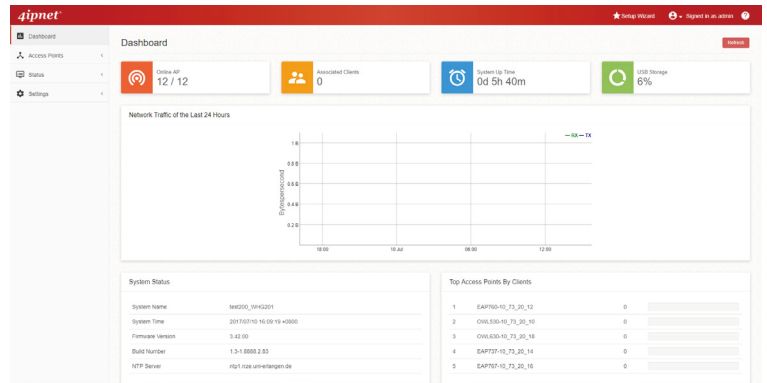 4ipnet
Setup Wizard
Signed in as admin
Dashboard
Access Points
Status
Settings
Dashboard
Refresh
Online AP
12 / 12
Associated Clients
0
System Up Time
0d 5h 40m
USB Storage
6%
Network Traffic of the Last 24 Hours
RX TX
1 B
0.8 B
0.6 B
0.4 B
0.2 B
Bytespersecond
18:00 10 Jul 06:00 12:00
System Status
System Name test200_WHG201
System Time 2017/07/10 16:09:19 +0800
Firmware Version 3.42.00
Build Number 1.3-1.8888 2.83
NTP Server ntp1.rrze.uni-erlangen.de
Top Access Points By Clients
1 EAP760-10_73_20_12 0
2 OWL530-10_73_20_10 0
3 OWL630-10_73_20_18 0
4 EAP737-10_73_20_14 0
5 EAP767-10_73_20_16 0